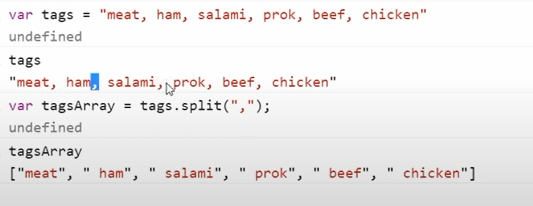 var tags = "meat, ham, salami, prok, beef, chicken"
undefined
tags
"meat, ham, salami, prok, beef, chicken"
var tagsArray = tags.split(",");
undefined
tagsArray
["meat", " ham", " salami", " prok", " beef", " chicken"]